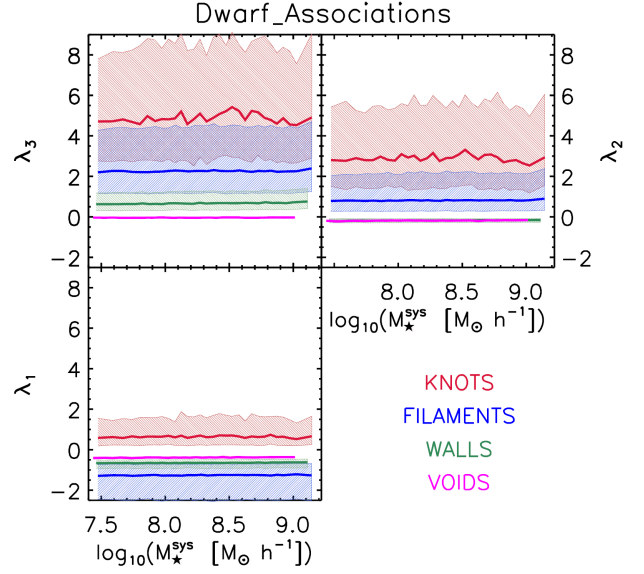 Dwarf_Associations
8
6
4
2
0
−2
λ₃
8
6
4
2
0
−2
λ₂
8.0 8.5 9.0
log₁₀(M★ˢʸˢ [M☉ h⁻¹])
8
6
4
2
0
−2
λ₁
7.5 8.0 8.5 9.0
log₁₀(M★ˢʸˢ [M☉ h⁻¹])
KNOTS
FILAMENTS
WALLS
VOIDS